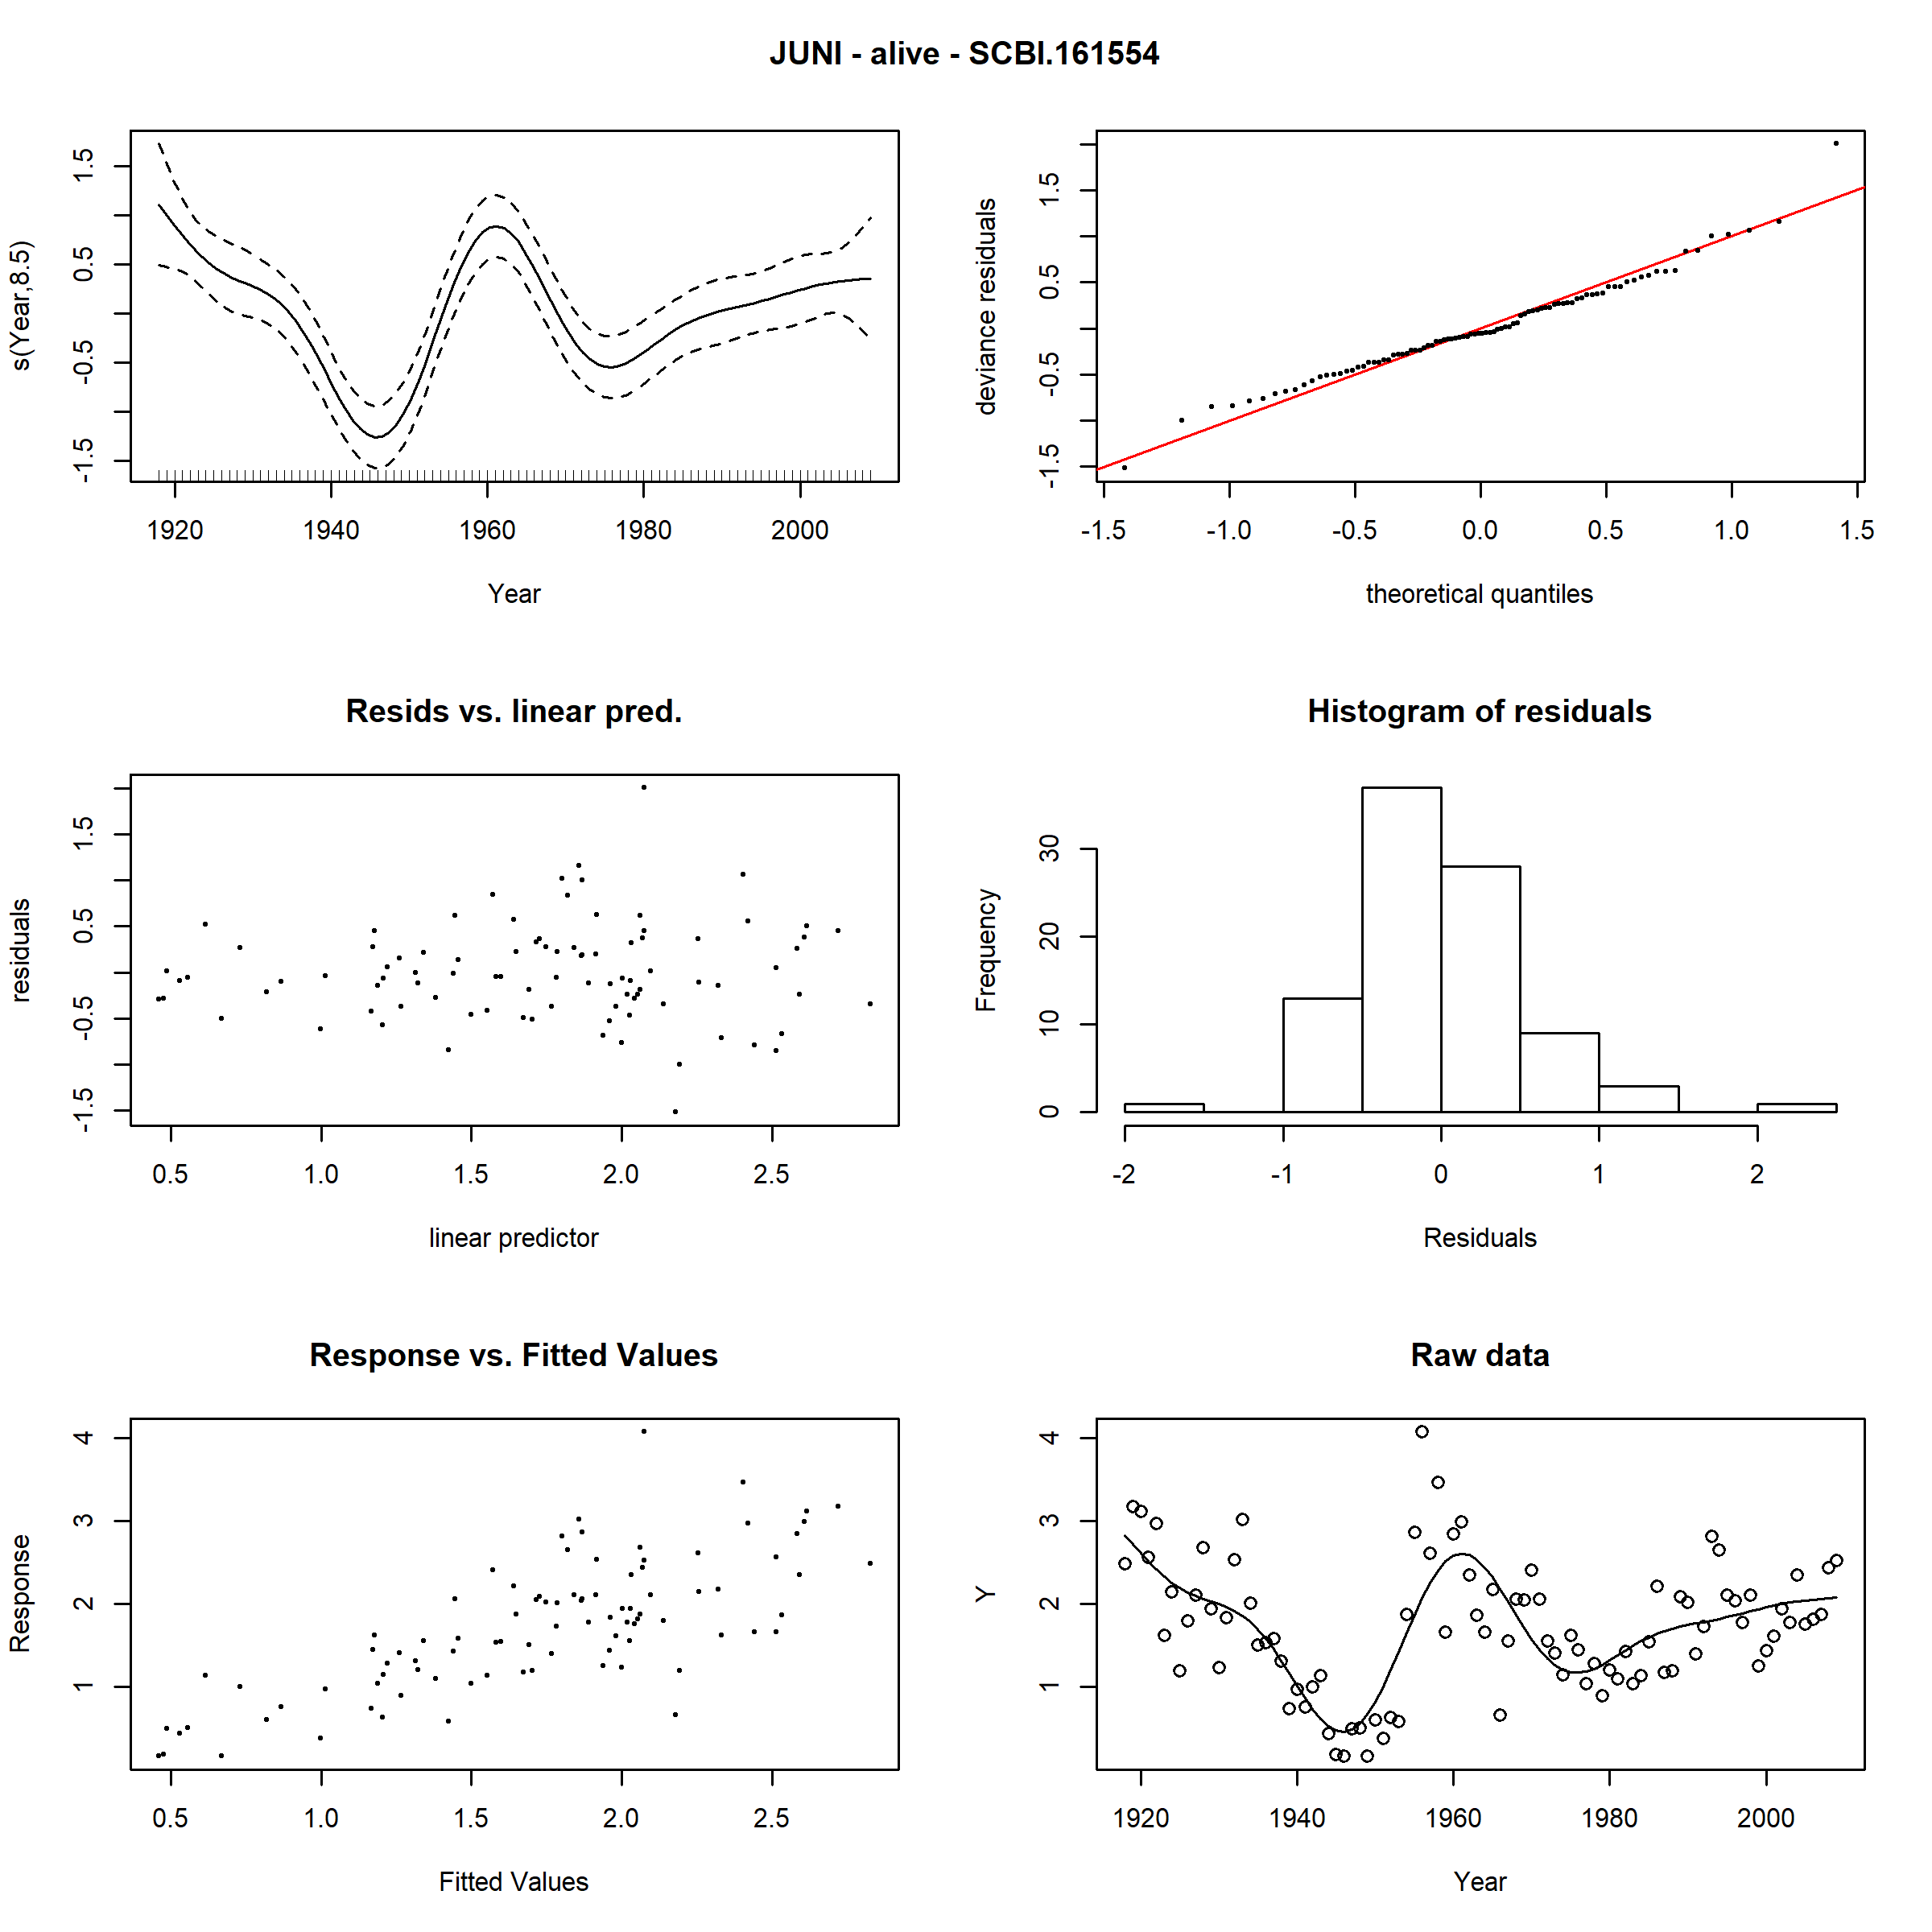 JUNI - alive - SCBI.161554
s(Year,8.5)
1.5
0.5
-0.5
-1.5
1920 1940 1960 1980 2000
Year
deviance residuals
1.5
0.5
-0.5
-1.5
-1.5 -1.0 -0.5 0.0 0.5 1.0 1.5
theoretical quantiles
Resids vs. linear pred.
residuals
1.5
0.5
-0.5
-1.5
0.5 1.0 1.5 2.0 2.5
linear predictor
Histogram of residuals
Frequency
30
20
10
0
-2 -1 0 1 2
Residuals
Response vs. Fitted Values
Response
4
3
2
1
0.5 1.0 1.5 2.0 2.5
Fitted Values
Raw data
Y
4
3
2
1
1920 1940 1960 1980 2000
Year